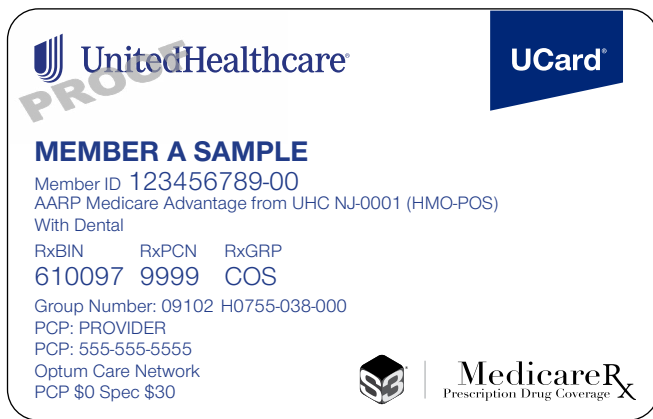 UnitedHealthcare®
UCard®
PROOF
MEMBER A SAMPLE
Member ID 123456789-00
AARP Medicare Advantage from UHC NJ-0001 (HMO-POS)
With Dental
RxBIN RxPCN RxGRP
610097 9999 COS
Group Number: 09102 H0755-038-000
PCP: PROVIDER
PCP: 555-555-5555
Optum Care Network
PCP $0 Spec $30
S3®
MedicareRx
Prescription Drug Coverage